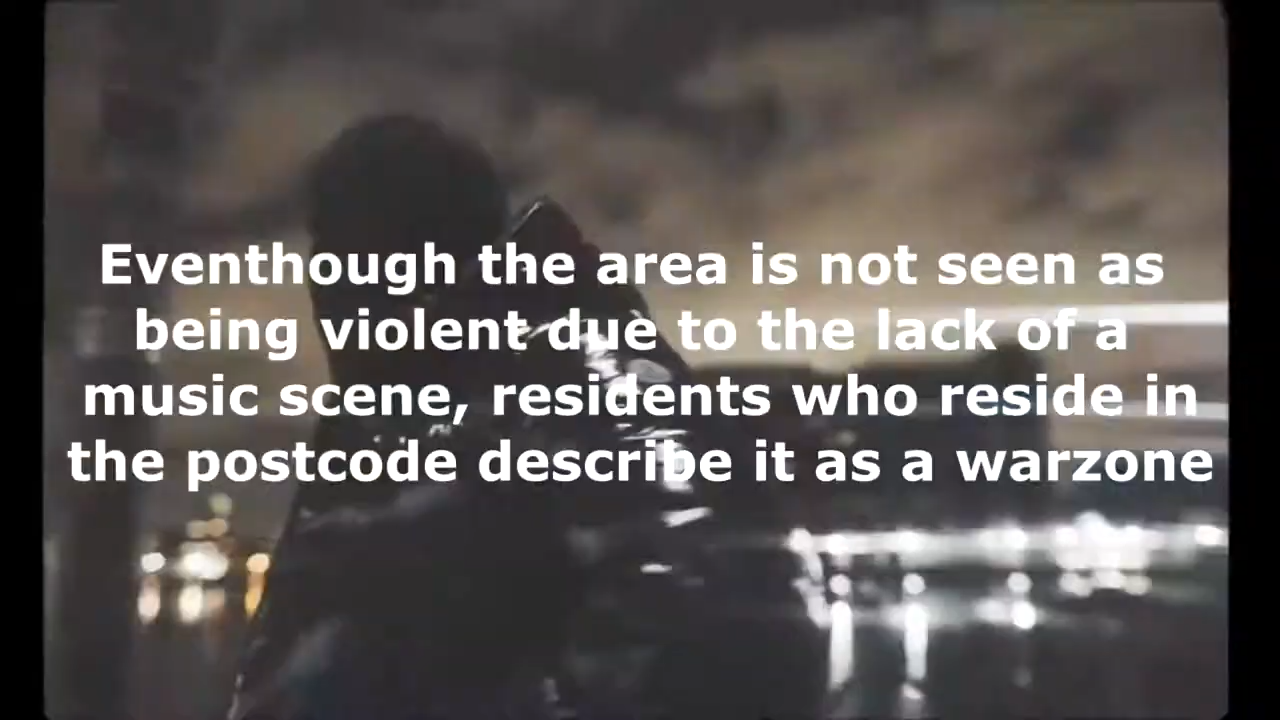 Eventhough the area is not seen as
being violent due to the lack of a
music scene, residents who reside in
the postcode describe it as a warzone